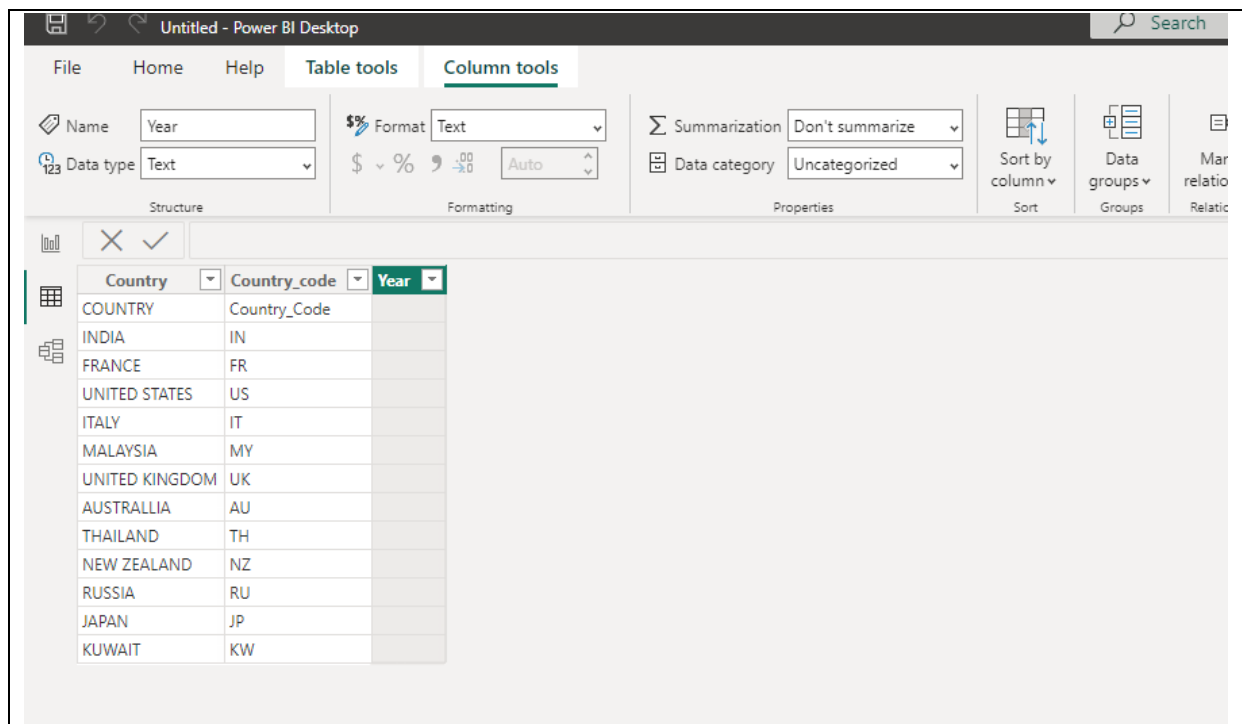 Untitled - Power BI Desktop Search
File Home Help Table tools Column tools
Name Year $% Format Text Summarization Don't summarize Sort by column Data groups
123 Data type Text $ % , .00 →.0 Auto Data category Uncategorized
Structure Formatting Properties Sort Groups
Country Country_code Year
COUNTRY Country_Code
INDIA IN
FRANCE FR
UNITED STATES US
ITALY IT
MALAYSIA MY
UNITED KINGDOM UK
AUSTRALLIA AU
THAILAND TH
NEW ZEALAND NZ
RUSSIA RU
JAPAN JP
KUWAIT KW